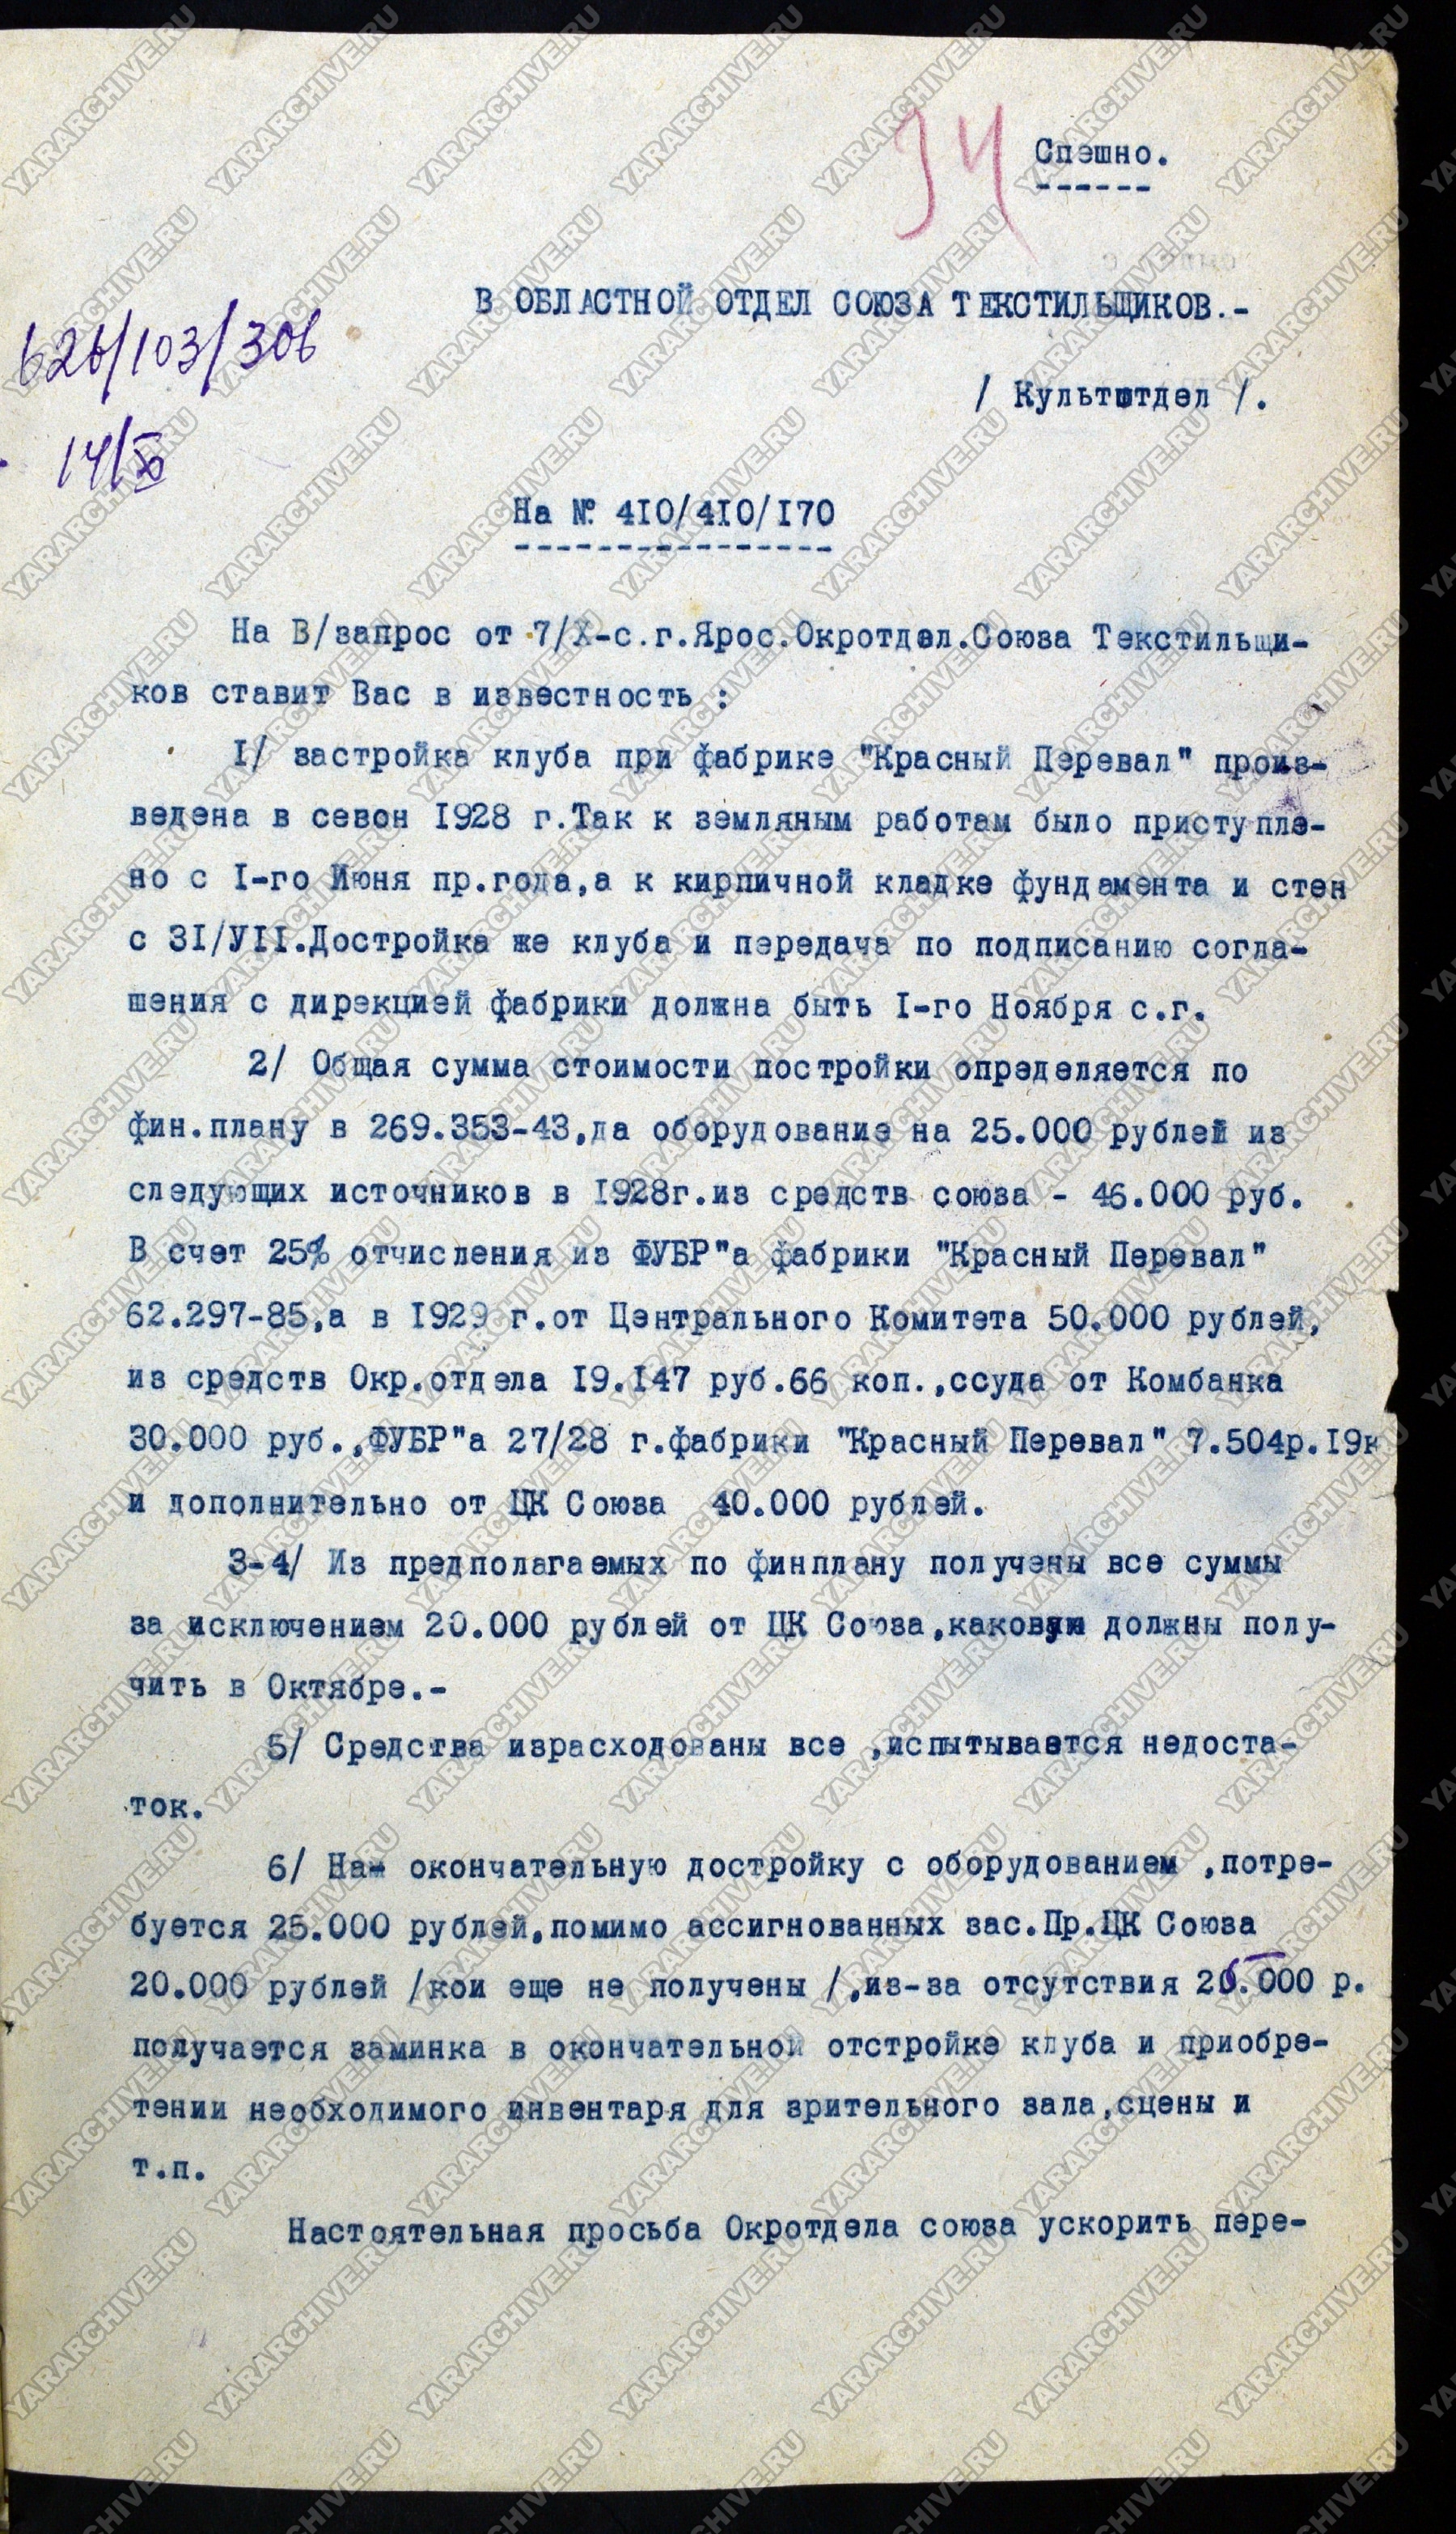 34
Спешно.
В ОБЛАСТНОЙ ОТДЕЛ СОЮЗА ТЕКСТИЛЬЩИКОВ.-
626/103/306
/ Культотдел /.
14/X
На № 410/410/170
На В/запрос от 7/X-с.г.Ярос.Окротдел.Союза Текстильщи-
ков ставит Вас в известность :
I/ застройка клуба при фабрике "Красный Перевал" произ-
ведена в сезон 1928 г.Так к земляным работам было приступле-
но с I-го Июня пр.года,а к кирпичной кладке фундамента и стен
с 3I/УII.Достройка же клуба и передача по подписанию согла-
шения с дирекцией фабрики должна быть I-го Ноября с.г.
2/ Общая сумма стоимости постройки определяется по
фин.плану в 269.353-43,да оборудование на 25.000 рублей из
следующих источников в I928г.из средств союза - 46.000 руб.
В счет 25% отчисления из ФУБР"а фабрики "Красный Перевал"
62.297-85,а в I929 г.от Центрального Комитета 50.000 рублей,
из средств Окр.отдела I9.I47 руб.66 коп.,ссуда от Комбанка
30.000 руб.,ФУБР"а 27/28 г.фабрики "Красный Перевал" 7.504р.I9к
и дополнительно от ЦК Союза 40.000 рублей.
3-4/ Из предполагаемых по финплану получены все суммы
за исключением 20.000 рублей от ЦК Союза,каковые должны полу-
чить в Октябре.-
5/ Средства израсходованы все ,испытывается недоста-
ток.
6/ На окончательную достройку с оборудованием ,потре-
буется 25.000 рублей,помимо ассигнованных зас.Пр.ЦК Союза
20.000 рублей /кои еще не получены /,из-за отсутствия 25.000 р.
получается заминка в окончательной отстройке клуба и приобре-
тении необходимого инвентаря для зрительного зала,сцены и
т.п.
Настоятельная просьба Окротдела союза ускорить пере-
YARARCHIVE.RU